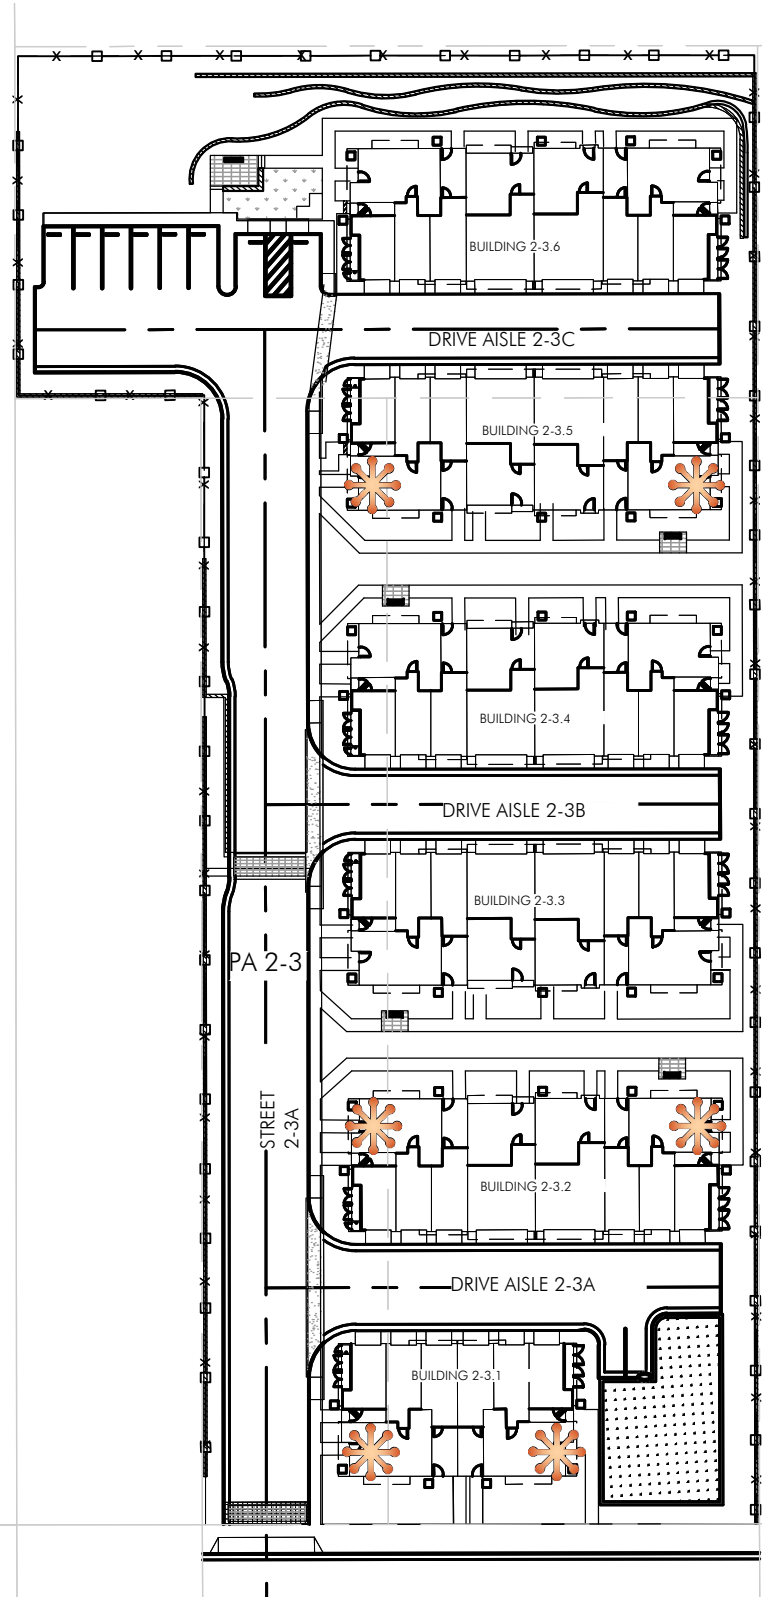 BUILDING 2-3.6
DRIVE AISLE 2-3C
BUILDING 2-3.5
BUILDING 2-3.4
DRIVE AISLE 2-3B
BUILDING 2-3.3
PA 2-3
STREET
2-3A
BUILDING 2-3.2
DRIVE AISLE 2-3A
BUILDING 2-3.1